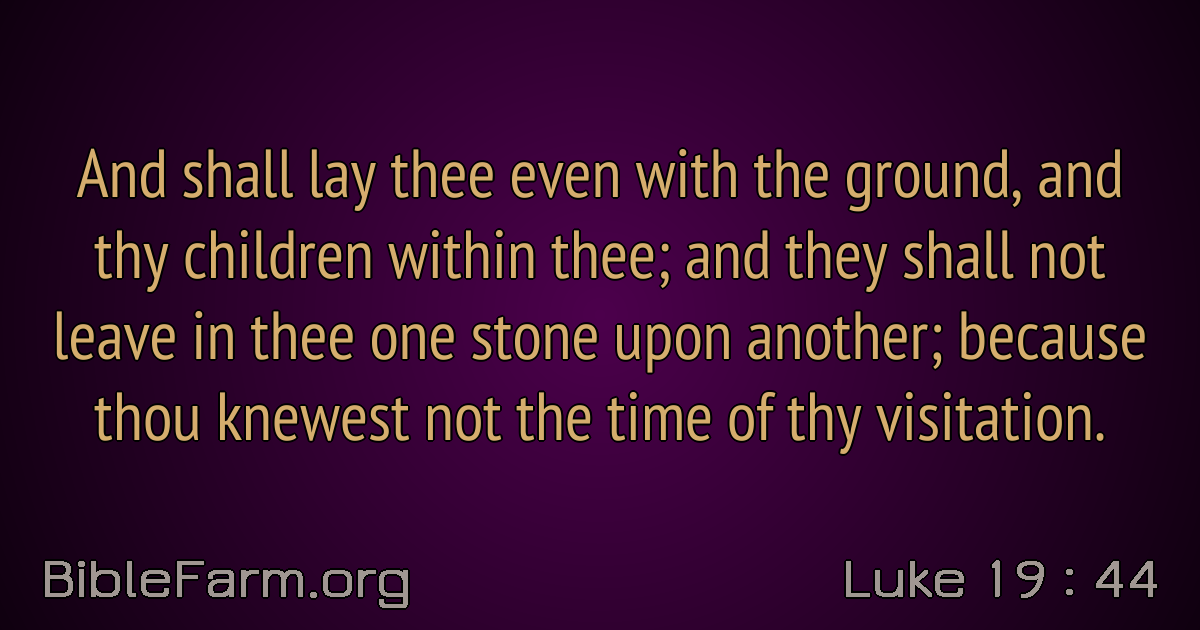 And shall lay thee even with the ground, and
thy children within thee; and they shall not
leave in thee one stone upon another; because
thou knewest not the time of thy visitation.
BibleFarm.org
Luke 19 : 44